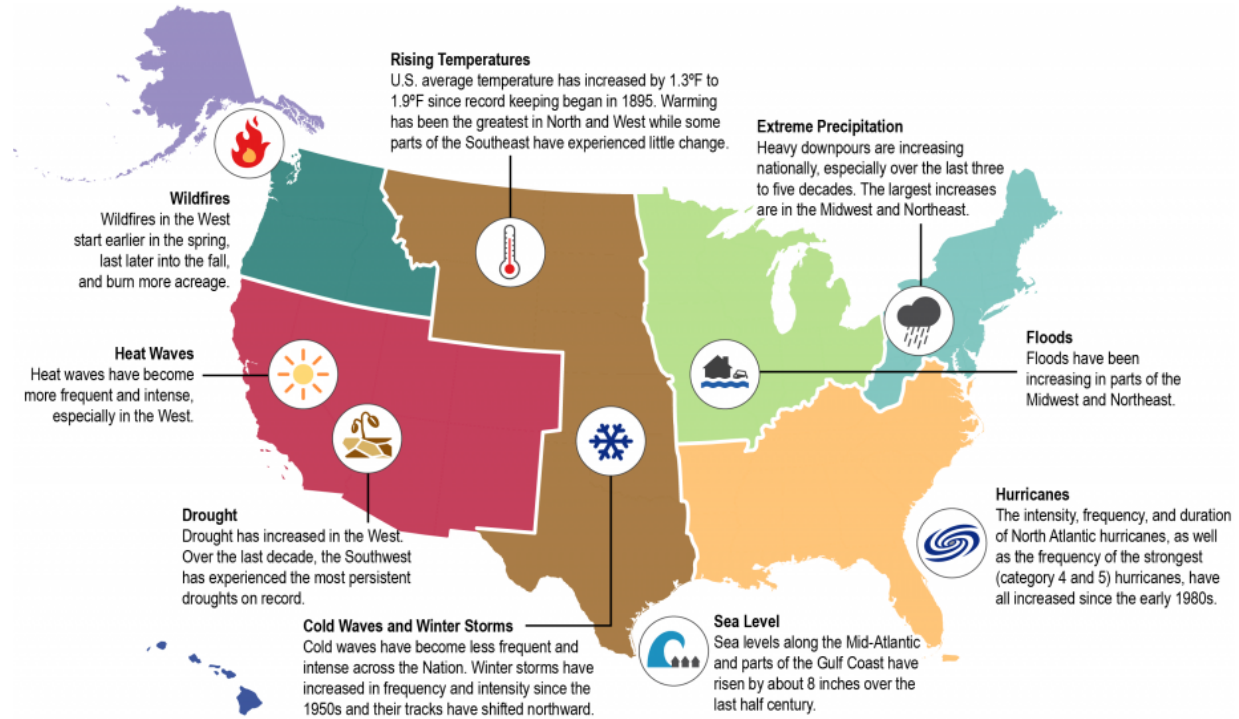 Rising Temperatures
U.S. average temperature has increased by 1.3ºF to
1.9ºF since record keeping began in 1895. Warming
has been the greatest in North and West while some
parts of the Southeast have experienced little change.
Extreme Precipitation
Heavy downpours are increasing
nationally, especially over the last three
to five decades. The largest increases
are in the Midwest and Northeast.
Wildfires
Wildfires in the West
start earlier in the spring,
last later into the fall,
and burn more acreage.
Heat Waves
Heat waves have become
more frequent and intense,
especially in the West.
Floods
Floods have been
increasing in parts of the
Midwest and Northeast.
Drought
Drought has increased in the West.
Over the last decade, the Southwest
has experienced the most persistent
droughts on record.
Hurricanes
The intensity, frequency, and duration
of North Atlantic hurricanes, as well
as the frequency of the strongest
(category 4 and 5) hurricanes, have
all increased since the early 1980s.
Cold Waves and Winter Storms
Cold waves have become less frequent and
intense across the Nation. Winter storms have
increased in frequency and intensity since the
1950s and their tracks have shifted northward.
Sea Level
Sea levels along the Mid-Atlantic
and parts of the Gulf Coast have
risen by about 8 inches over the
last half century.